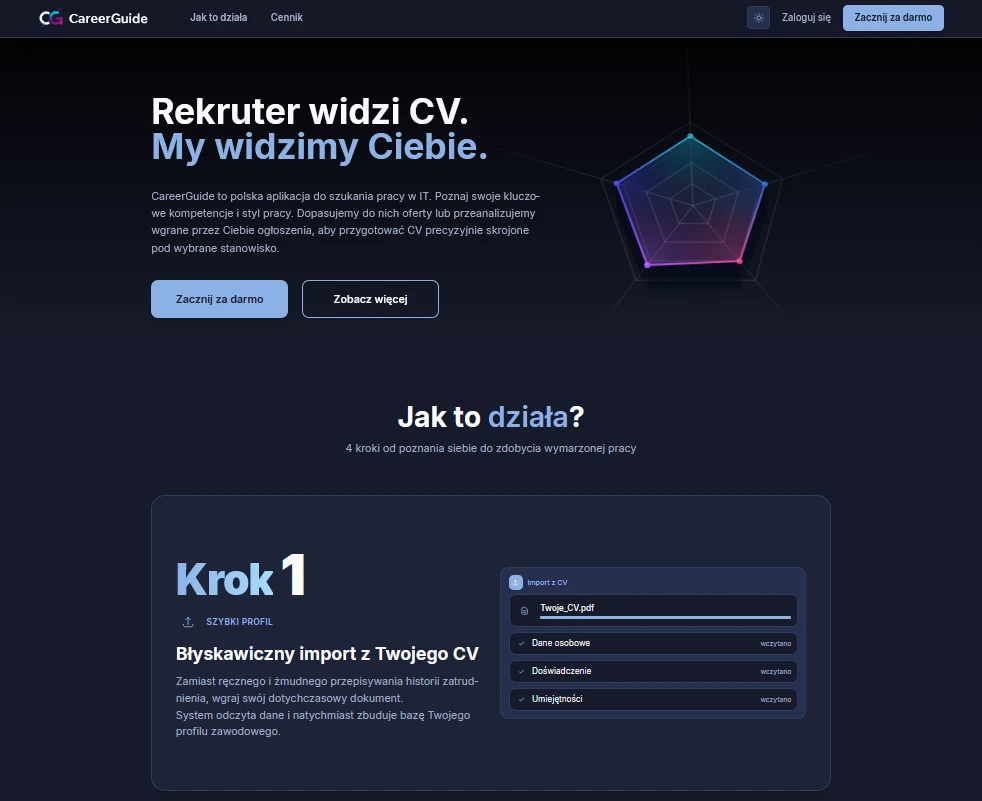 CG CareerGuide
Jak to działa
Cennik
Zaloguj się
Zacznij za darmo
Rekruter widzi CV.
My widzimy Ciebie.
CareerGuide to polska aplikacja do szukania pracy w IT. Poznaj swoje kluczo-
we kompetencje i styl pracy. Dopasujemy do nich oferty lub przeanalizujemy
wgrane przez Ciebie ogłoszenia, aby przygotować CV precyzyjnie skrojone
pod wybrane stanowisko.
Zacznij za darmo
Zobacz więcej
Jak to działa?
4 kroki od poznania siebie do zdobycia wymarzonej pracy
Krok 1
SZYBKI PROFIL
Błyskawiczny import z Twojego CV
Zamiast ręcznego i żmudnego przepisywania historii zatrud-
nienia, wgraj swój dotychczasowy dokument.
System odczyta dane i natychmiast zbuduje bazę Twojego
profilu zawodowego.
Import z CV
Twoje_CV.pdf
Dane osobowe wczytano
Doświadczenie wczytano
Umiejętności wczytano